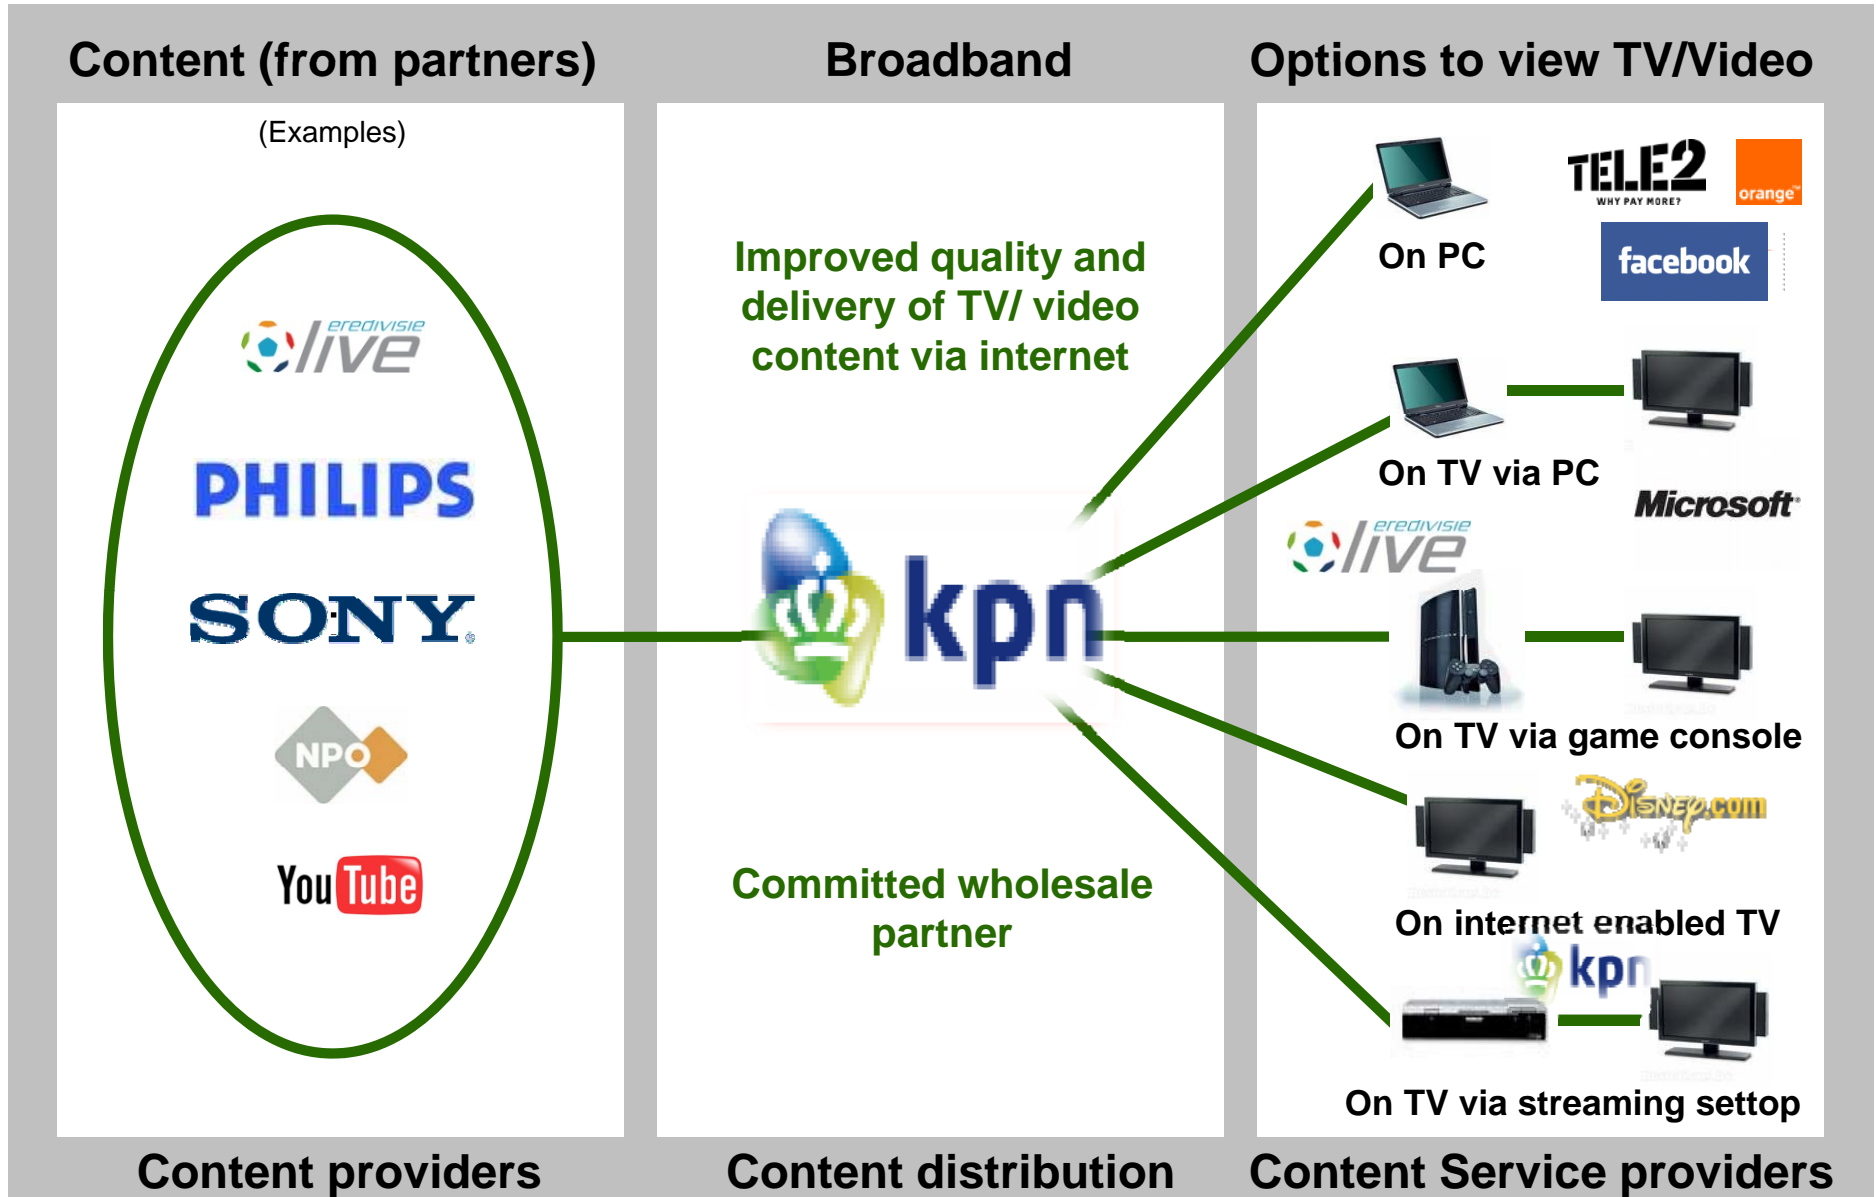 Content (from partners)
(Examples)
eredivisie
live
PHILIPS
SONY
NPO
YouTube
Content providers
Broadband
Improved quality and
delivery of TV/ video
content via internet
kpn
Committed wholesale
partner
Content distribution
Options to view TV/Video
TELE2
WHY PAY MORE?
orange™
On PC
facebook
On TV via PC
Microsoft
eredivisie
live
On TV via game console
Disney.com
On internet enabled TV
kpn
On TV via streaming settop
Content Service providers